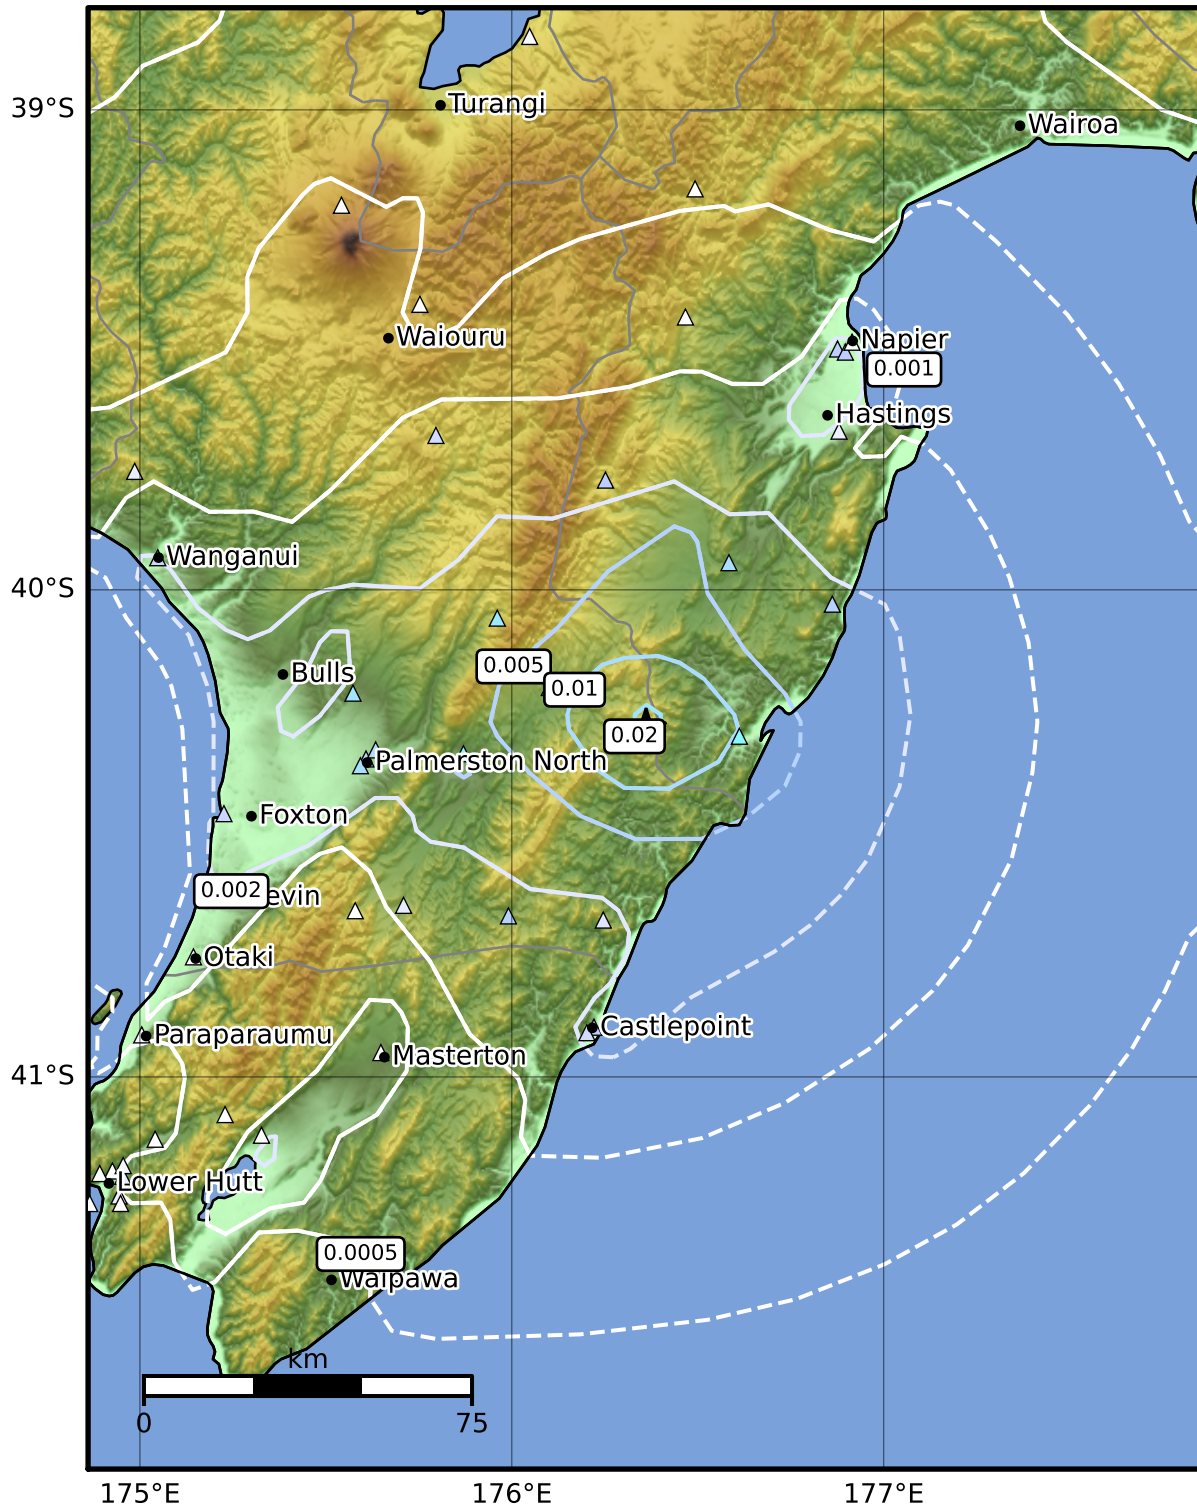 39°S
Turangi
Wairoa
Waiouru
Napier
0.001
Hastings
Wanganui
40°S
0.005
Bulls
0.01
0.02
Palmerston North
Foxton
0.002
evin
Otaki
Castlepoint
Paraparaumu
Masterton
41°S
Lower Hutt
0.0005
Waipawa
km
0
75
175°E
176°E
177°E